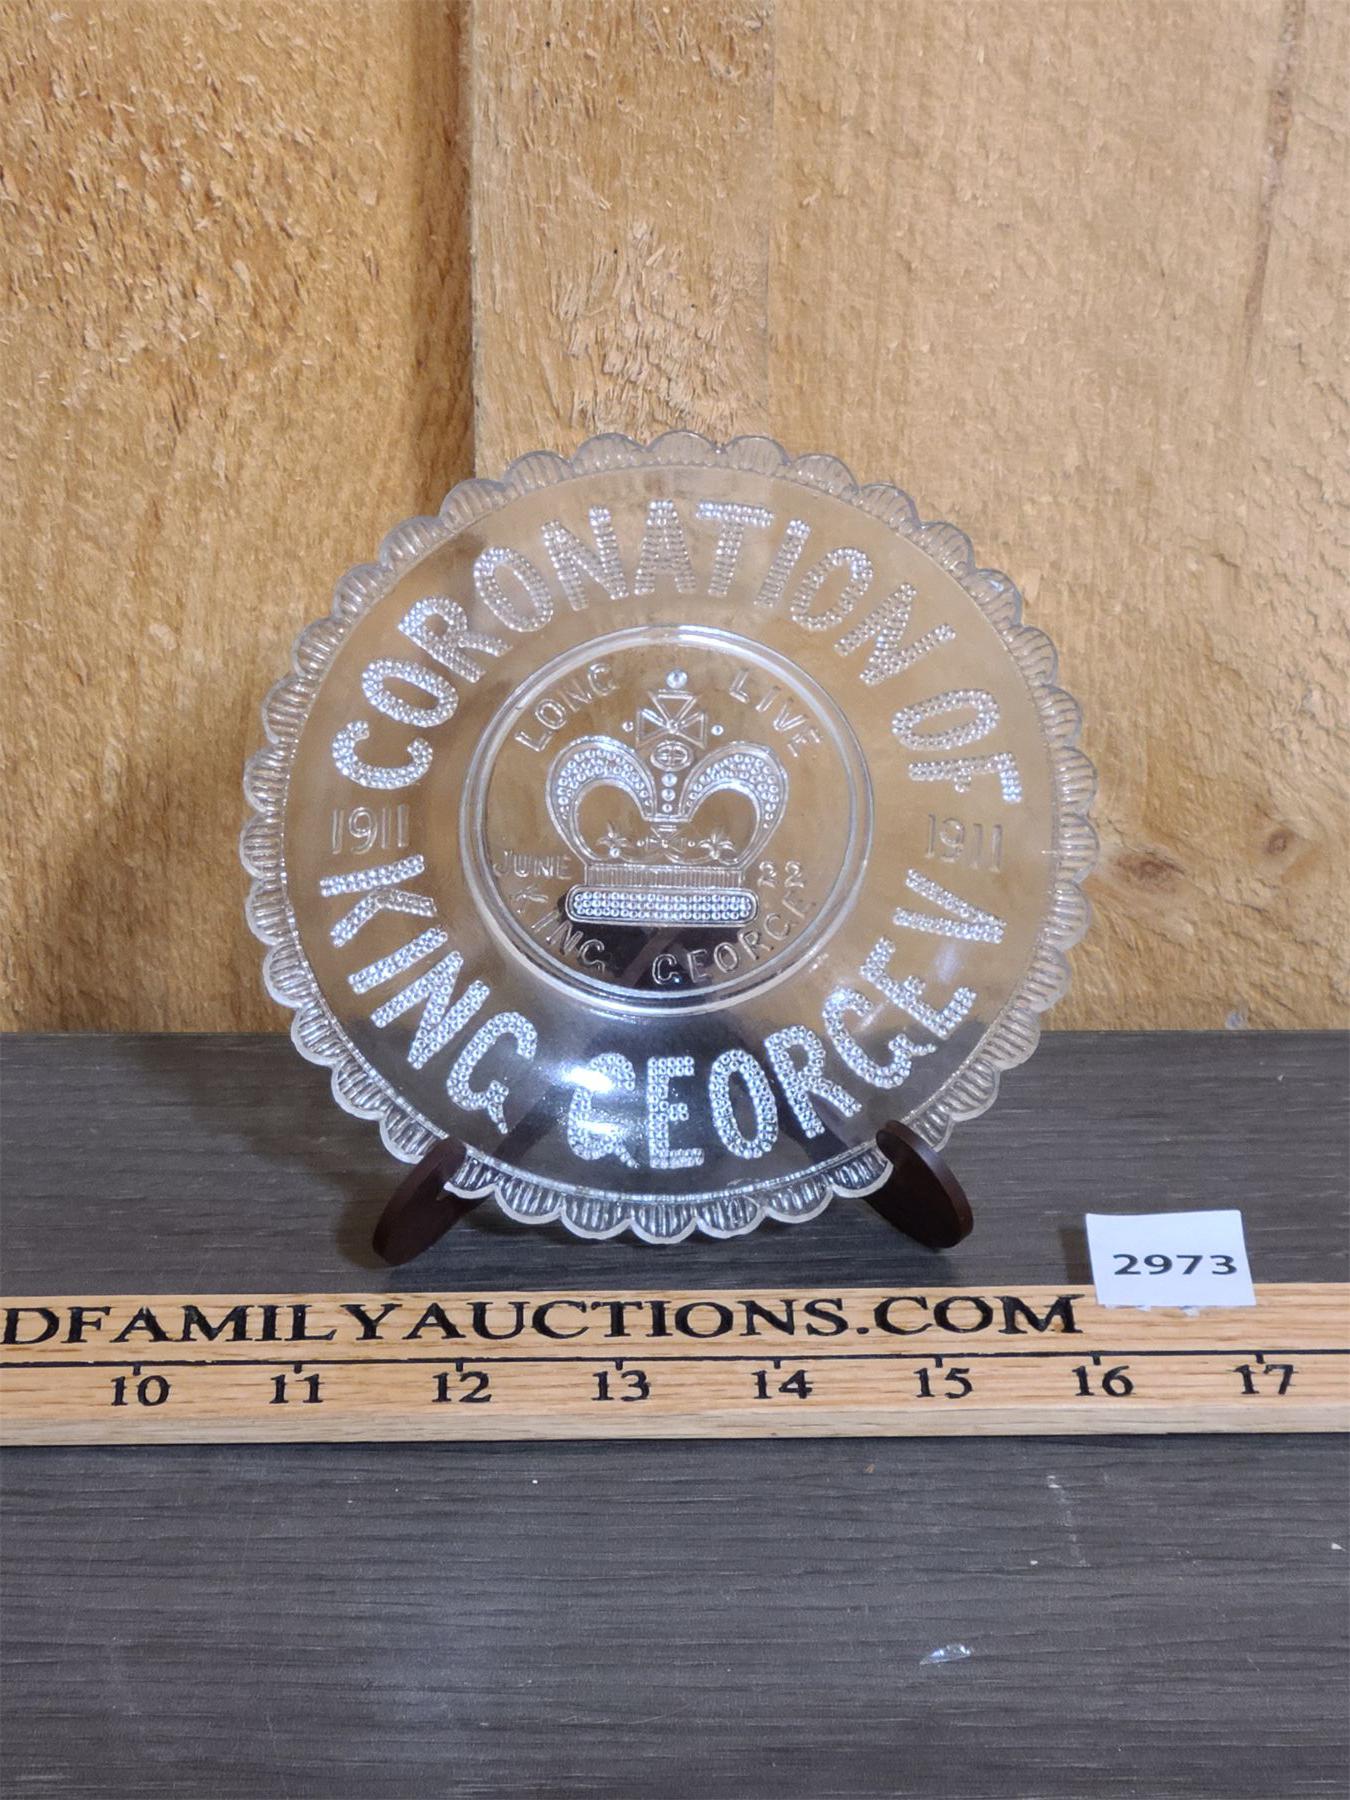 CORONATION OF
1911 1911
KING GEORGE V
LONG LIVE
JUNE 22
KING GEORGE
2973
DFAMILYAUCTIONS.COM
10 11 12 13 14 15 16 17